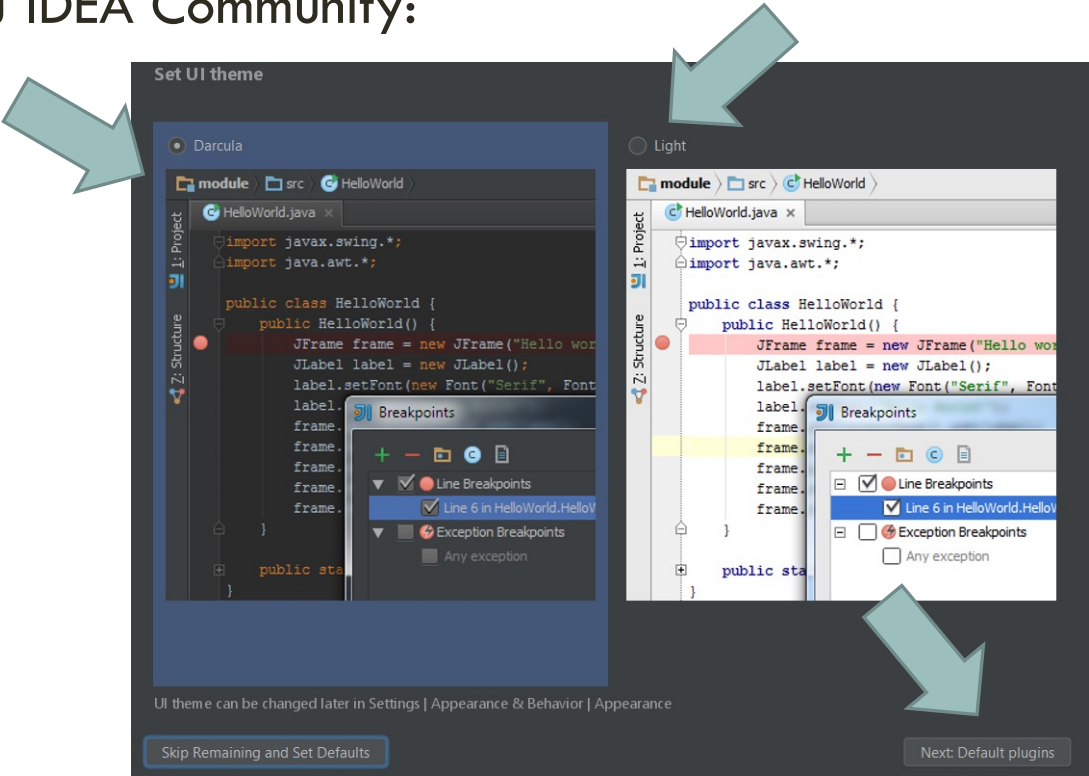 IDEA Community:
Set UI theme
Darcula
module src HelloWorld
HelloWorld.java ×
1: Project
Z: Structure
import javax.swing.*;
import java.awt.*;
public class HelloWorld {
public HelloWorld() {
JFrame frame = new JFrame("Hello wor
JLabel label = new JLabel();
label.setFont(new Font("Serif", Font
label.
frame.
frame.
frame.
frame.
frame.
}
public sta
}
Breakpoints
Line Breakpoints
Line 6 in HelloWorld.HelloW
Exception Breakpoints
Any exception
Light
module src HelloWorld
HelloWorld.java ×
1: Project
Z: Structure
import javax.swing.*;
import java.awt.*;
public class HelloWorld {
public HelloWorld() {
JFrame frame = new JFrame("Hello wor
JLabel label = new JLabel();
label.setFont(new Font("Serif", Font
label.
frame.
frame.
frame.
frame.
frame.
}
public sta
}
Breakpoints
Line Breakpoints
Line 6 in HelloWorld.HelloW
Exception Breakpoints
Any exception
UI theme can be changed later in Settings | Appearance & Behavior | Appearance
Skip Remaining and Set Defaults
Next: Default plugins